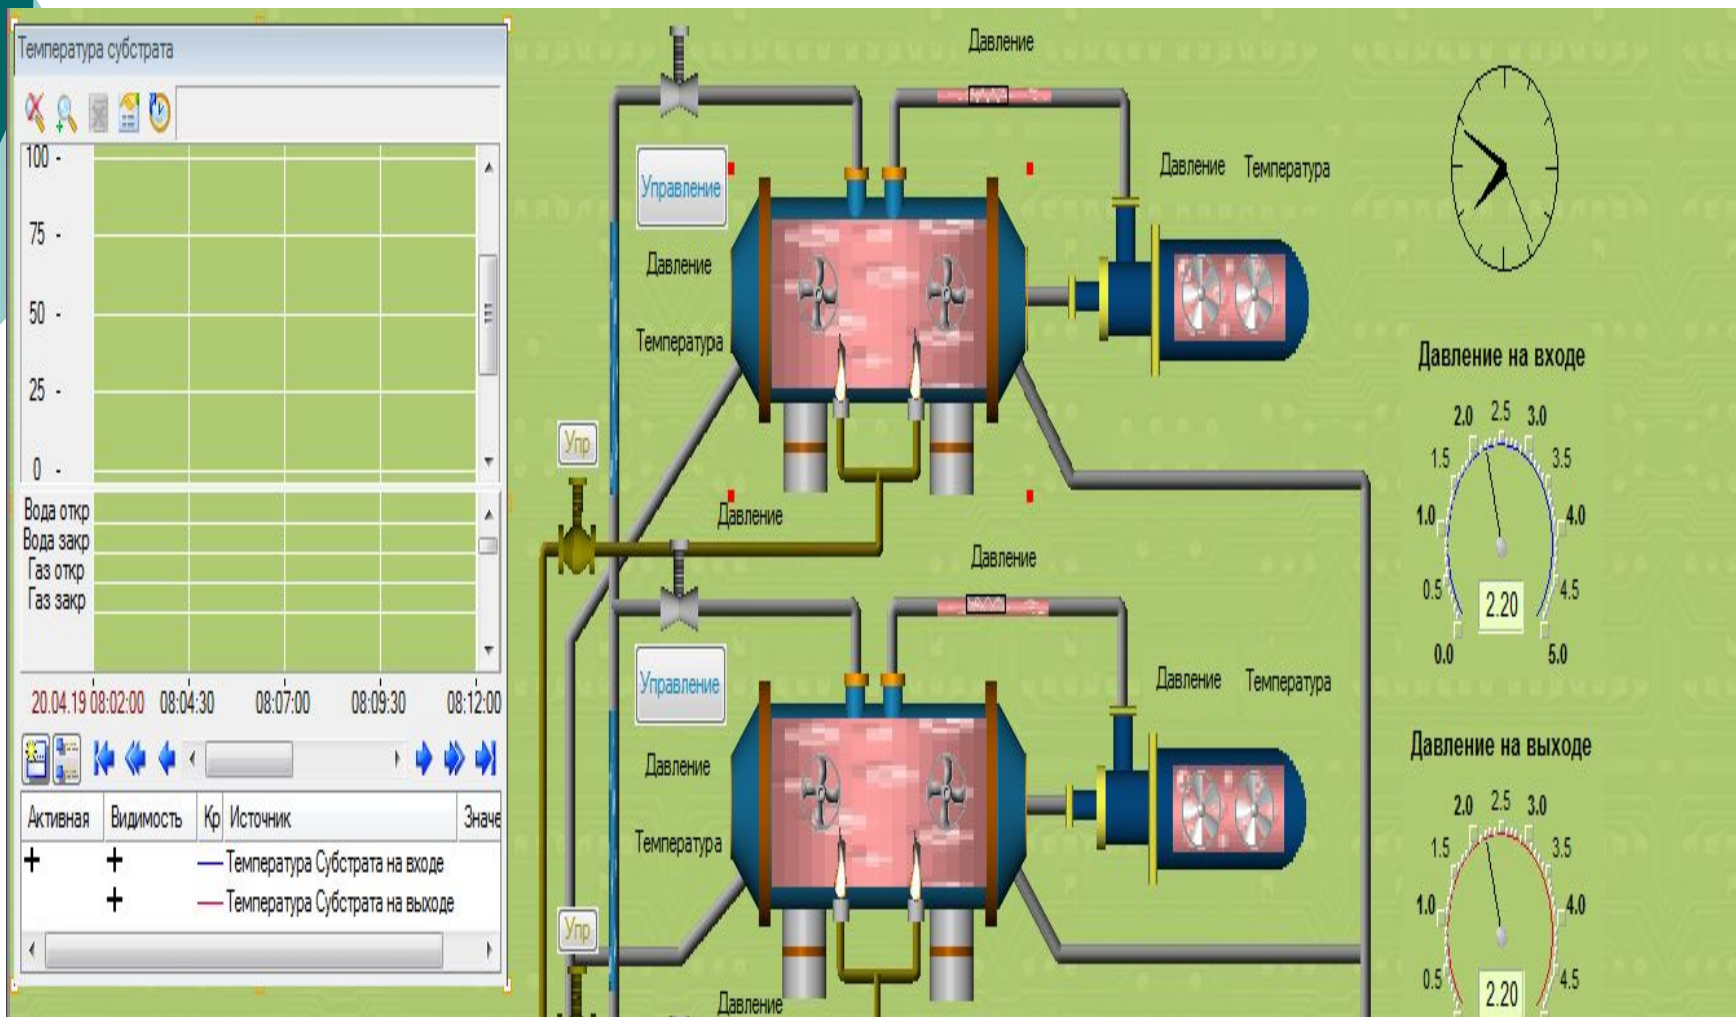 Температура субстрата
100 -
75 -
50 -
25 -
0 -
Вода откр
Вода закр
Газ откр
Газ закр
20.04.19 08:02:00 08:04:30 08:07:00 08:09:30 08:12:00
Активная Видимость Кр Источник Значе
+ + Температура Субстрата на входе
+ Температура Субстрата на выходе
Давление
Управление
Давление
Температура
Давление Температура
Упр
Давление
Давление
Управление
Давление
Температура
Давление Температура
Упр
Давление
Давление на входе
2.0 2.5 3.0
1.5 3.5
1.0 4.0
0.5 4.5
2.20
0.0 5.0
Давление на выходе
2.0 2.5 3.0
1.5 3.5
1.0 4.0
0.5 4.5
2.20